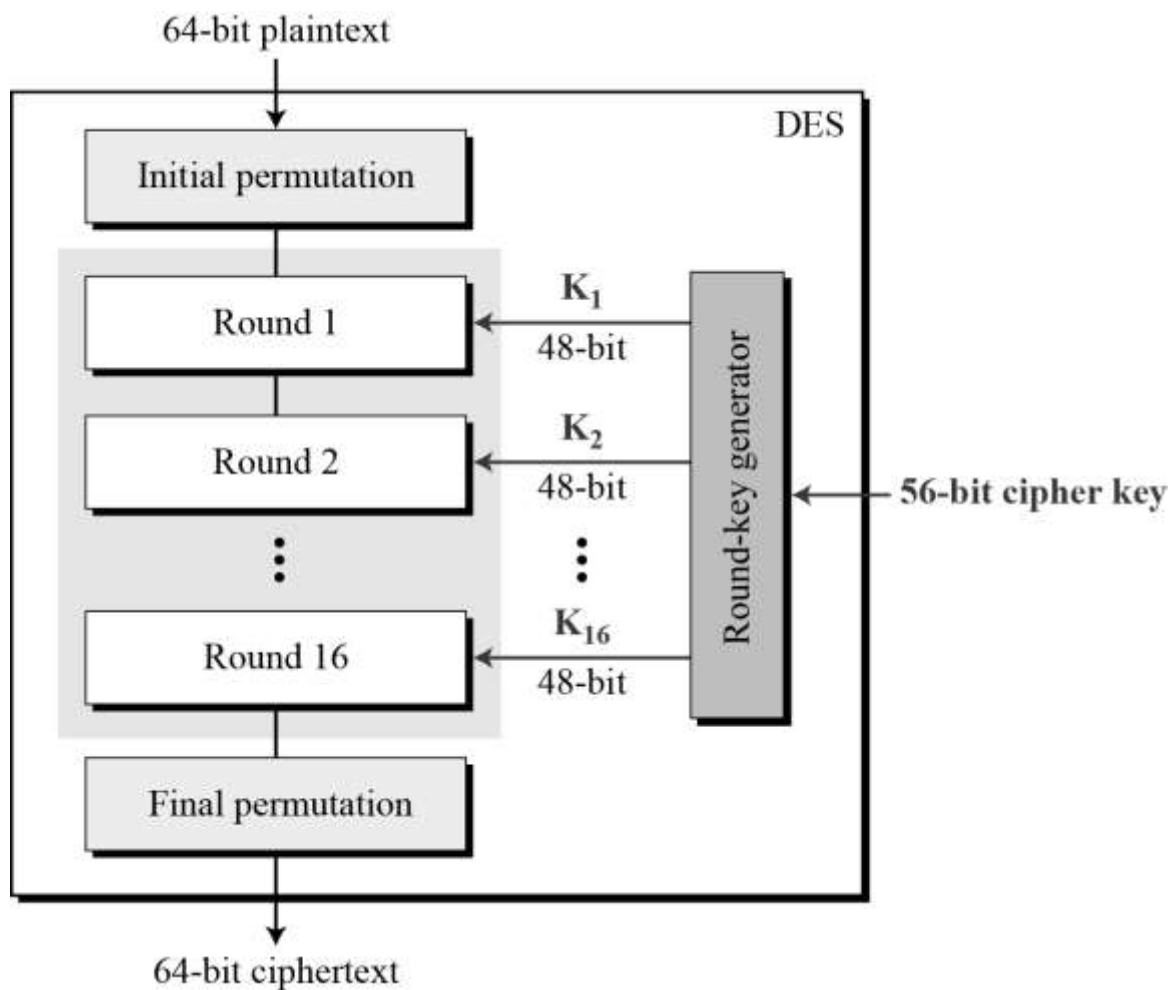 64-bit plaintext
DES
Initial permutation
Round 1
K1
48-bit
Round 2
K2
48-bit
Round-key generator
56-bit cipher key
Round 16
K16
48-bit
Final permutation
64-bit ciphertext